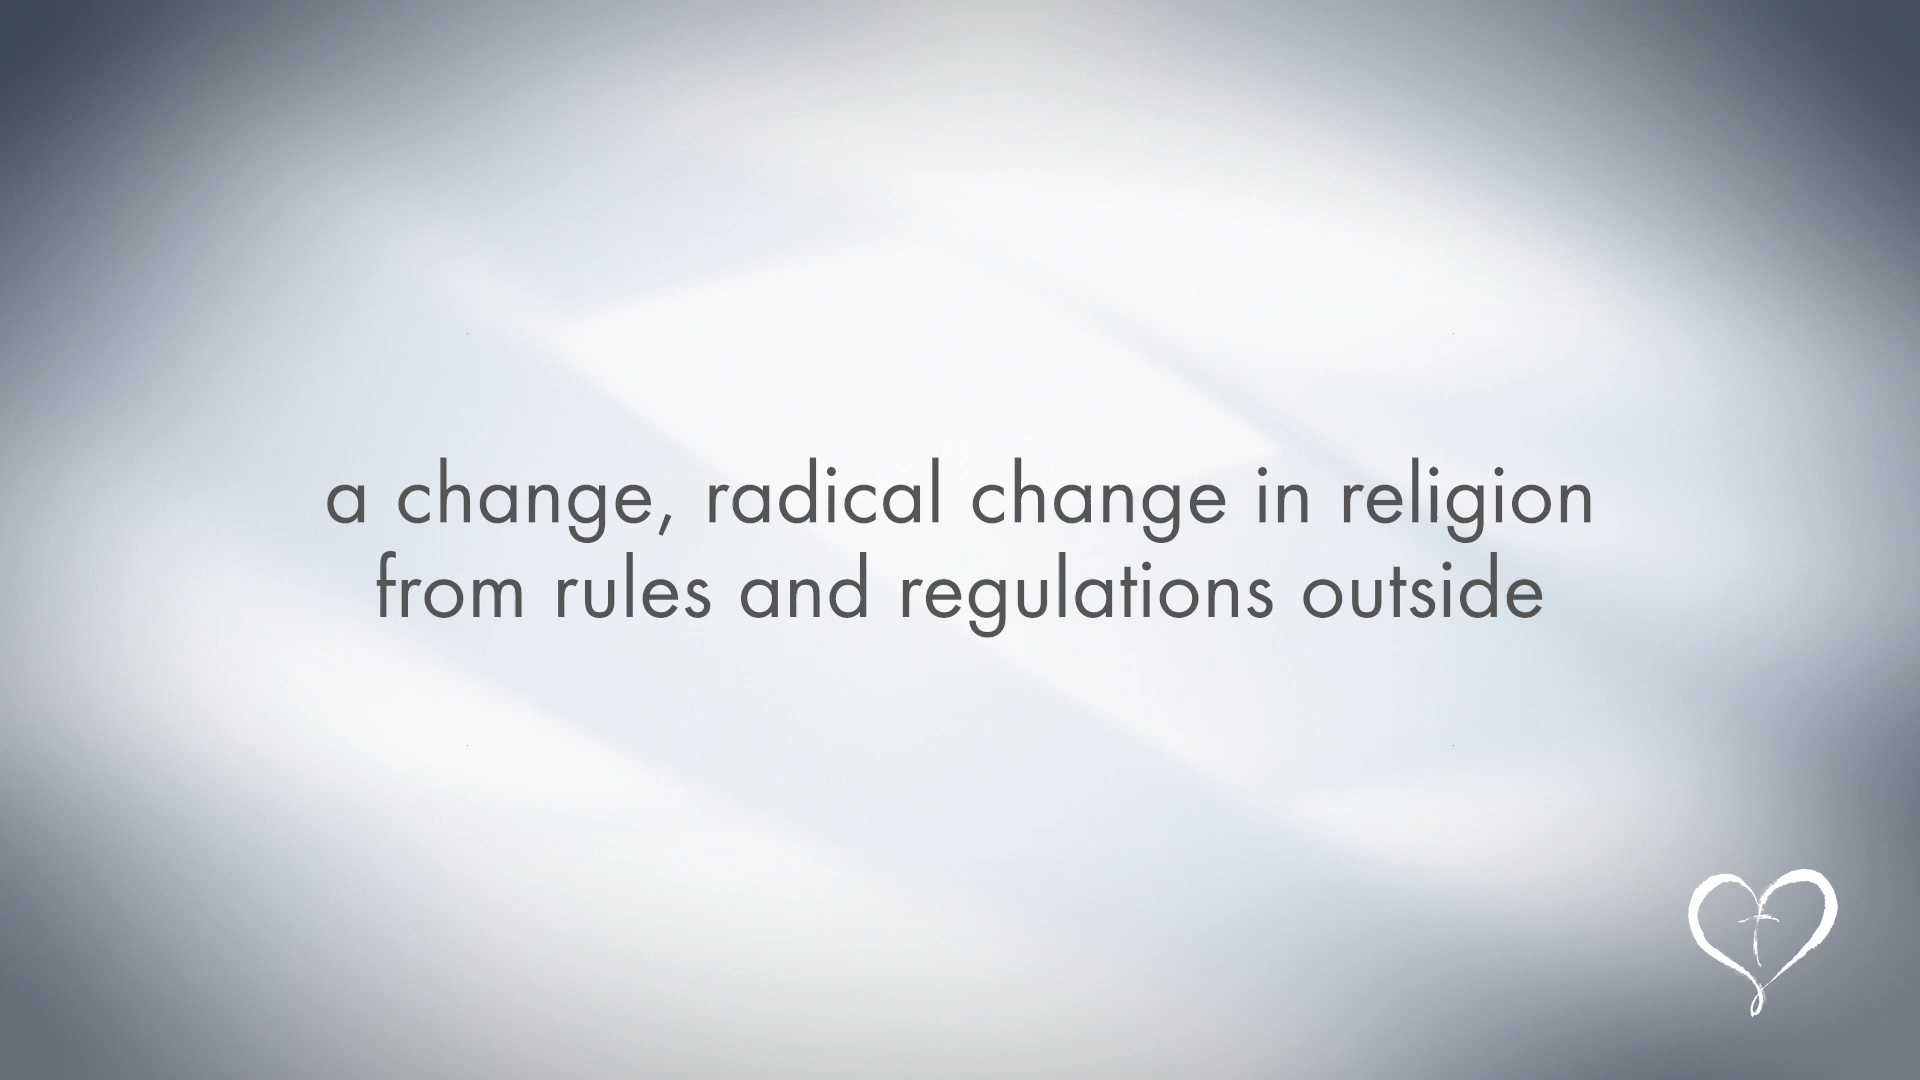 a change, radical change in religion
from rules and regulations outside